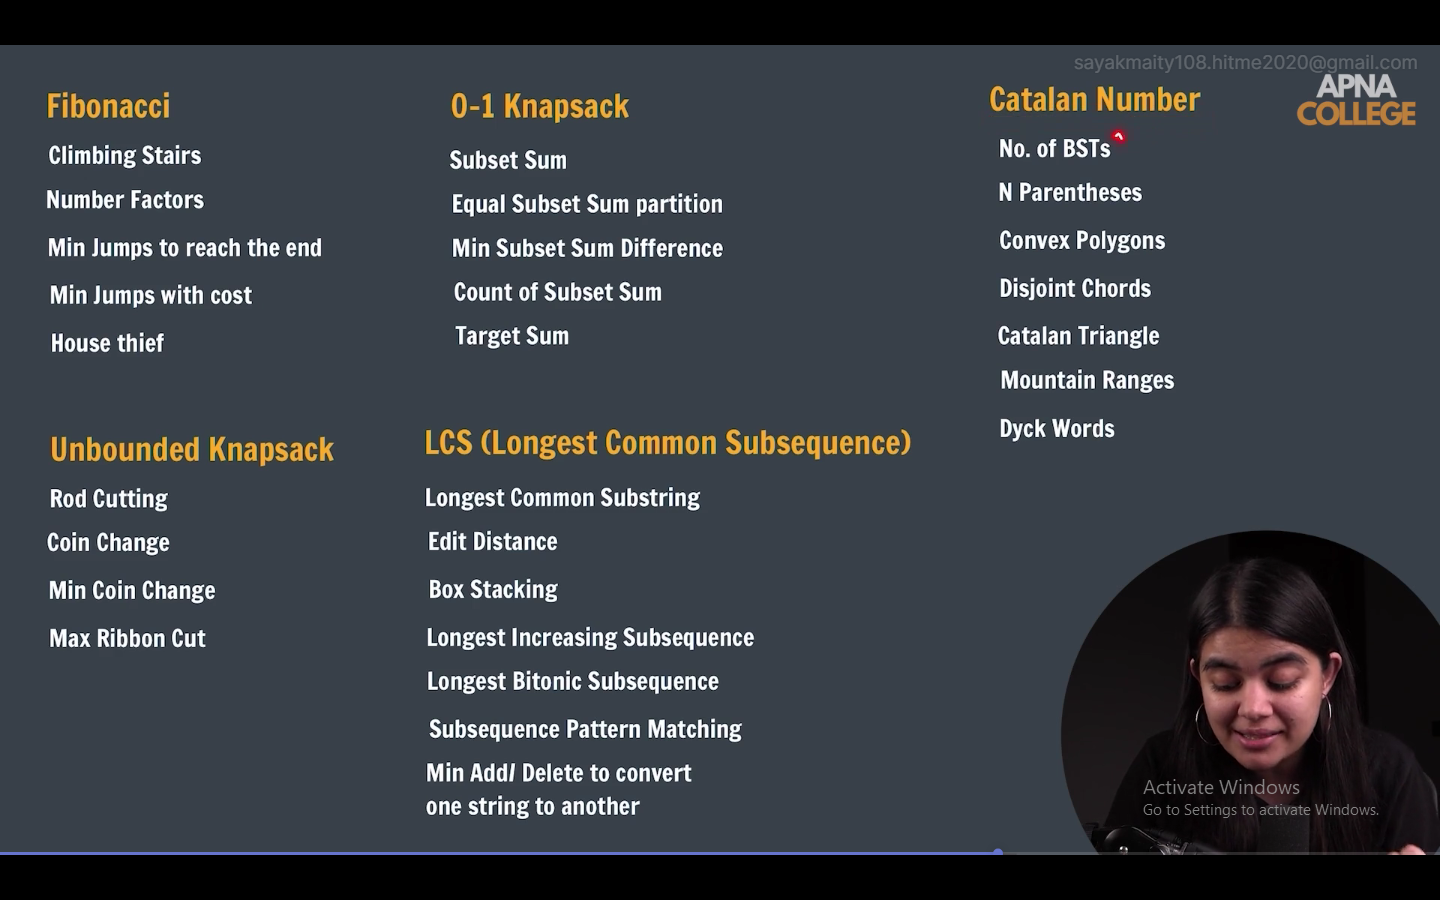 sayakmaity108.hitme2020@gmail.com
APNA
COLLEGE
Fibonacci
Climbing Stairs
Number Factors
Min Jumps to reach the end
Min Jumps with cost
House thief
0-1 Knapsack
Subset Sum
Equal Subset Sum partition
Min Subset Sum Difference
Count of Subset Sum
Target Sum
Catalan Number
No. of BSTs
N Parentheses
Convex Polygons
Disjoint Chords
Catalan Triangle
Mountain Ranges
Dyck Words
Unbounded Knapsack
Rod Cutting
Coin Change
Min Coin Change
Max Ribbon Cut
LCS (Longest Common Subsequence)
Longest Common Substring
Edit Distance
Box Stacking
Longest Increasing Subsequence
Longest Bitonic Subsequence
Subsequence Pattern Matching
Min Add/ Delete to convert
one string to another
Activate Windows
Go to Settings to activate Windows.